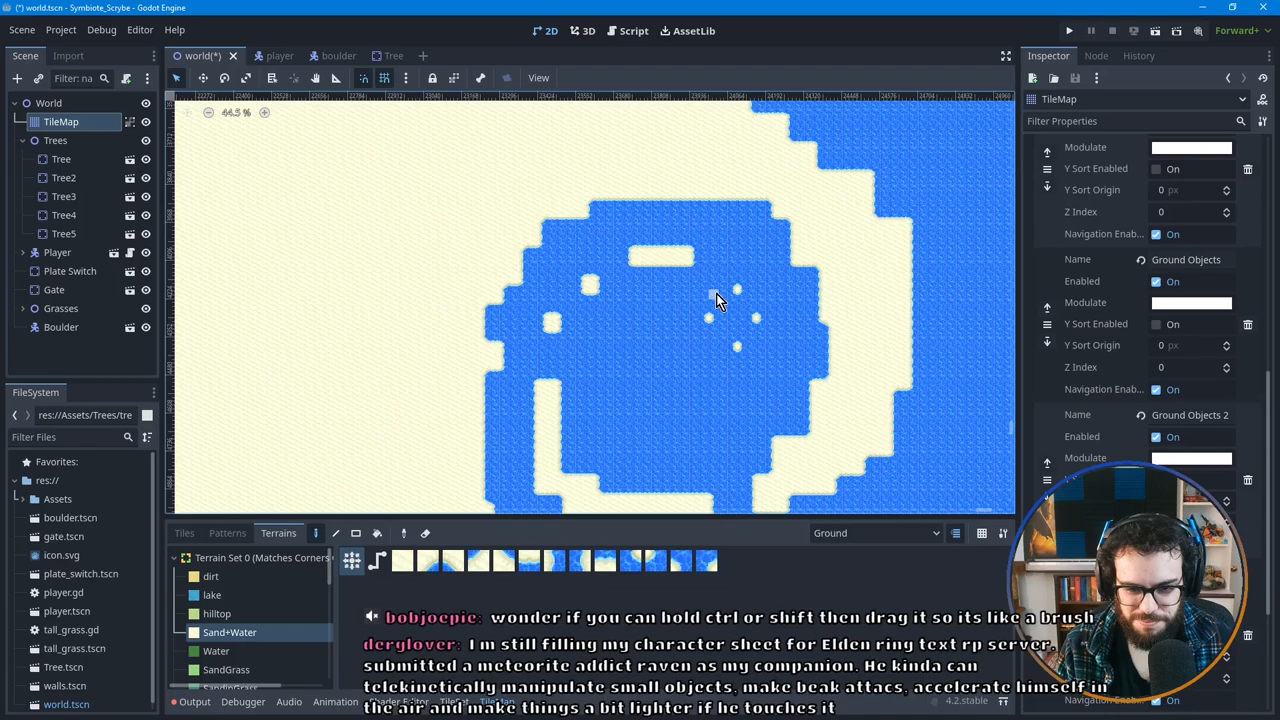 (*) world.tscn - Symbiote_Scrybe - Godot Engine
Scene Project Debug Editor Help
2D 3D Script AssetLib
Forward+
Scene Import
world(*) player boulder Tree
Inspector Node History
Filter: na
View
World
TileMap
Trees
Tree
Tree2
Tree3
Tree4
Tree5
Player
Plate Switch
Gate
Grasses
Boulder
44.5 %
TileMap
Filter Properties
Modulate
Y Sort Enabled On
Y Sort Origin 0 px
Z Index 0
Navigation Enab... On
Name Ground Objects
Enabled On
Modulate
Y Sort Enabled On
Y Sort Origin 0 px
Z Index 0
Navigation Enab... On
Name Ground Objects 2
Enabled On
Modulate
FileSystem
res://Assets/Trees/tre
Filter Files
Favorites:
res://
Assets
boulder.tscn
gate.tscn
icon.svg
plate_switch.tscn
player.gd
player.tscn
tall_grass.gd
tall_grass.tscn
Tree.tscn
walls.tscn
world.tscn
Tiles Patterns Terrains
Ground
Terrain Set 0 (Matches Corners
dirt
lake
hilltop
Sand+Water
Water
SandGrass
bobjoepie: wonder if you can hold ctrl or shift then drag it so its like a brush
derglover: I m still filling my character sheet for Elden ring text rp server.
submitted a meteorite addict raven as my companion. He kinda can
telekinetically manipulate small objects, make beak attacs, accelerate himself in
the air and make things a bit lighter if he touches it
Output Debugger Audio Animation
4.2.stable
On